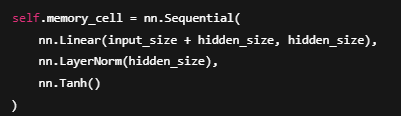 self.memory_cell = nn.Sequential(
    nn.Linear(input_size + hidden_size, hidden_size),
    nn.LayerNorm(hidden_size),
    nn.Tanh()
)